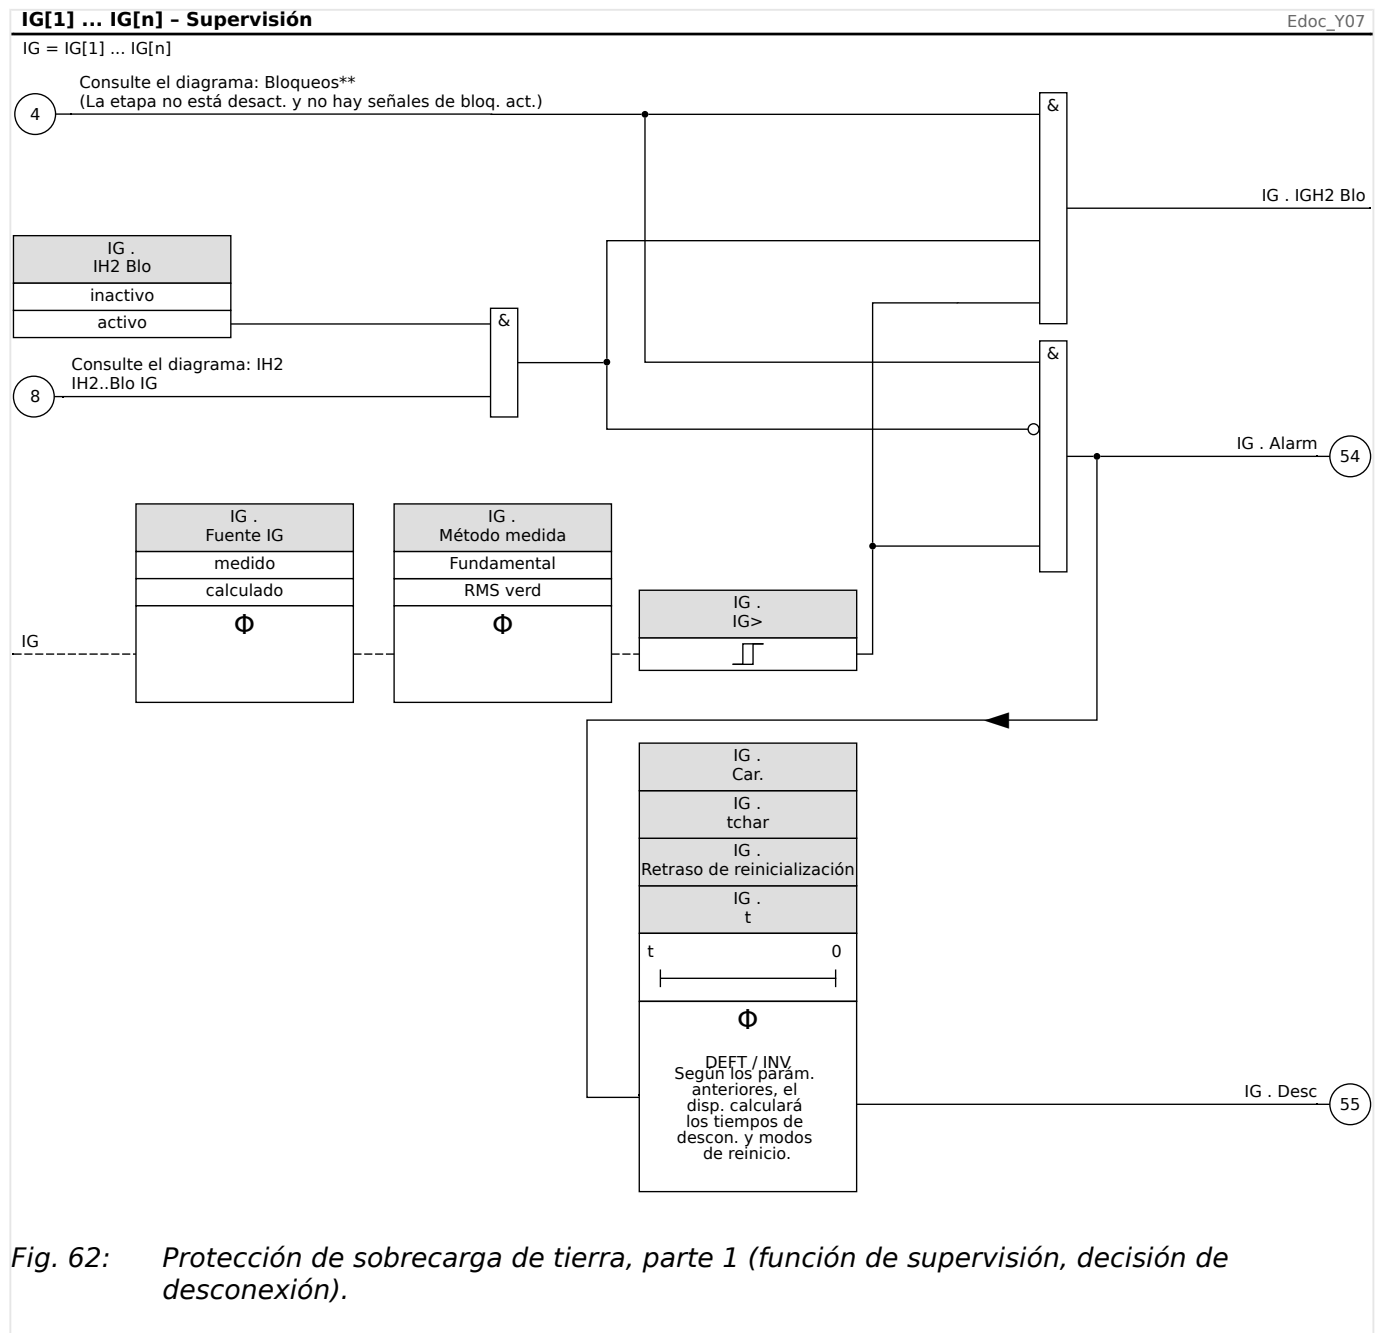 IG[1] ... IG[n] – Supervisión
Edoc_Y07
IG = IG[1] ... IG[n]
Consulte el diagrama: Bloqueos**
(La etapa no está desact. y no hay señales de bloq. act.)
4
&
IG . IGH2 Blo
IG .
IH2 Blo
inactivo
activo
&
&
Consulte el diagrama: IH2
IH2..Blo IG
8
IG . Alarm
54
IG .
Fuente IG
medido
calculado
Φ
IG .
Método medida
Fundamental
RMS verd
Φ
IG .
IG>
IG
IG .
Car.
IG .
tchar
IG .
Retraso de reinicialización
IG .
t
t 0
Φ
DEFT / INV
Según los parám.
anteriores, el
disp. calculará
los tiempos de
descon. y modos
de reinicio.
IG . Desc
55
Fig. 62: Protección de sobrecarga de tierra, parte 1 (función de supervisión, decisión de
desconexión).